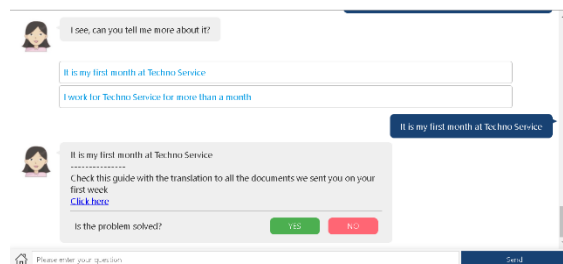 I see, can you tell me more about it?
It is my first month at Techno Service
I work for Techno Service for more than a month
It is my first month at Techno Service
It is my first month at Techno Service
---------------
Check this guide with the translation to all the documents we sent you on your
first week
Click here
Is the problem solved?
YES
NO
Please enter your question
Send